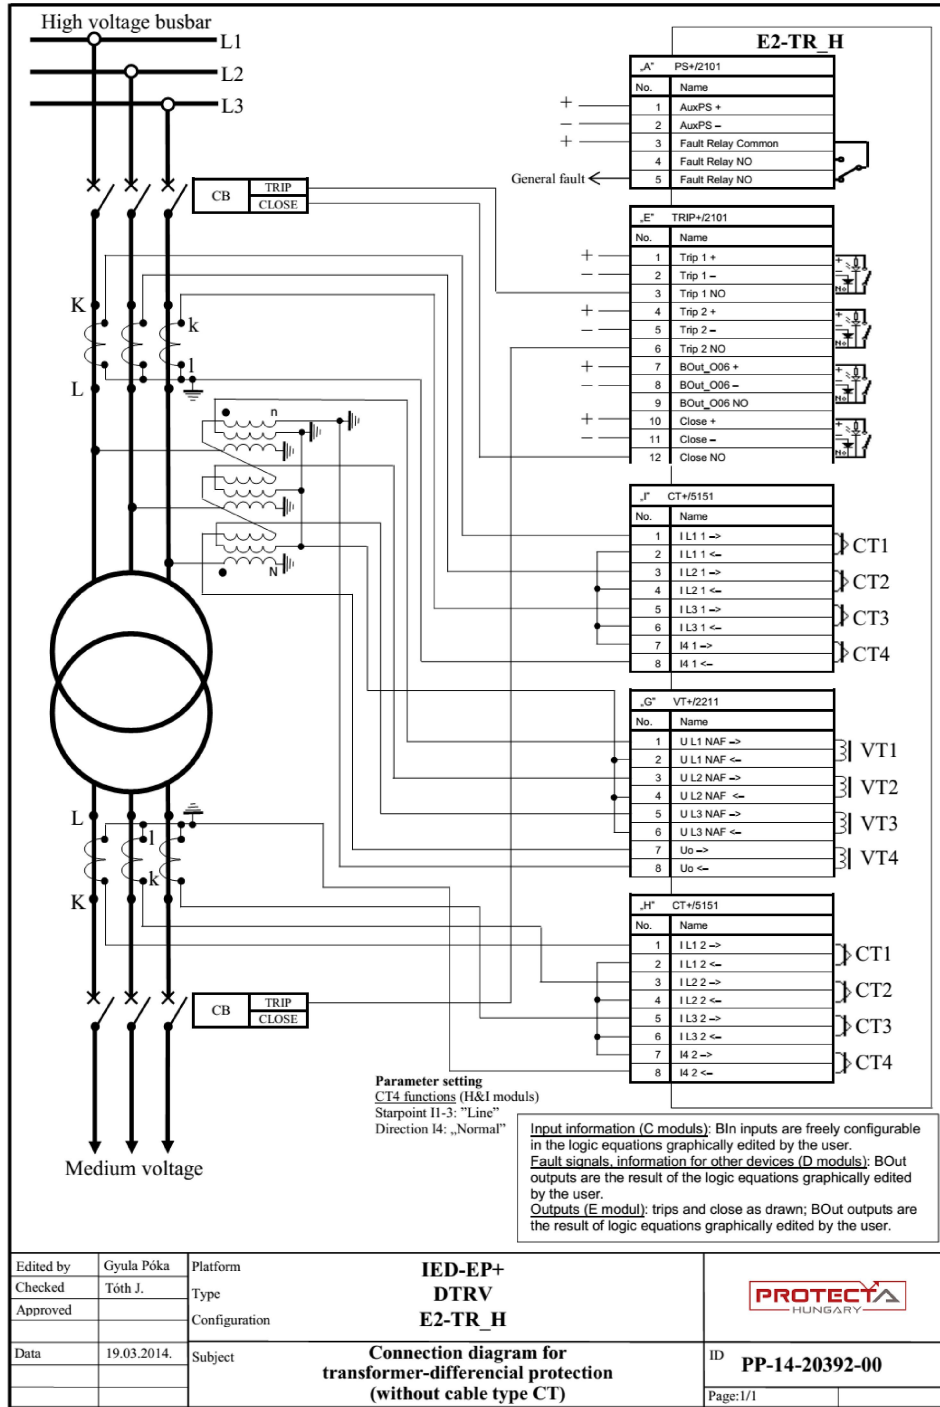 High voltage busbar
L1
L2
L3
E2-TR_H
„A" PS+/2101
No. Name
1 AuxPS +
2 AuxPS –
3 Fault Relay Common
4 Fault Relay NO
5 Fault Relay NO
+
–
+
General fault
CB
TRIP
CLOSE
„E" TRIP+/2101
No. Name
1 Trip 1 +
2 Trip 1 –
3 Trip 1 NO
4 Trip 2 +
5 Trip 2 –
6 Trip 2 NO
7 BOut_O06 +
8 BOut_O06 –
9 BOut_O06 NO
10 Close +
11 Close –
12 Close NO
+
–
+
–
+
–
+
–
K
k
l
L
n
N
„I" CT+/5151
No. Name
1 I L1 1 –>
2 I L1 1 <–
3 I L2 1 –>
4 I L2 1 <–
5 I L3 1 –>
6 I L3 1 <–
7 I4 1 –>
8 I4 1 <–
CT1
CT2
CT3
CT4
„G" VT+/2211
No. Name
1 U L1 NAF –>
2 U L1 NAF <–
3 U L2 NAF –>
4 U L2 NAF <–
5 U L3 NAF –>
6 U L3 NAF <–
7 Uo –>
8 Uo <–
VT1
VT2
VT3
VT4
L
l
k
K
„H" CT+/5151
No. Name
1 I L1 2 –>
2 I L1 2 <–
3 I L2 2 –>
4 I L2 2 <–
5 I L3 2 –>
6 I L3 2 <–
7 I4 2 –>
8 I4 2 <–
CT1
CT2
CT3
CT4
CB
TRIP
CLOSE
Medium voltage
Parameter setting
CT4 functions (H&I moduls)
Starpoint I1-3: "Line"
Direction I4: „Normal"
Input information (C moduls): BIn inputs are freely configurable
in the logic equations graphically edited by the user.
Fault signals, information for other devices (D moduls): BOut
outputs are the result of the logic equations graphically edited
by the user.
Outputs (E modul): trips and close as drawn; BOut outputs are
the result of logic equations graphically edited by the user.
Edited by Gyula Póka
Checked Tóth J.
Approved
Data 19.03.2014.
Platform IED-EP+
Type DTRV
Configuration E2-TR_H
Subject Connection diagram for
transformer-differencial protection
(without cable type CT)
PROTECTA
HUNGARY
ID PP-14-20392-00
Page:1/1